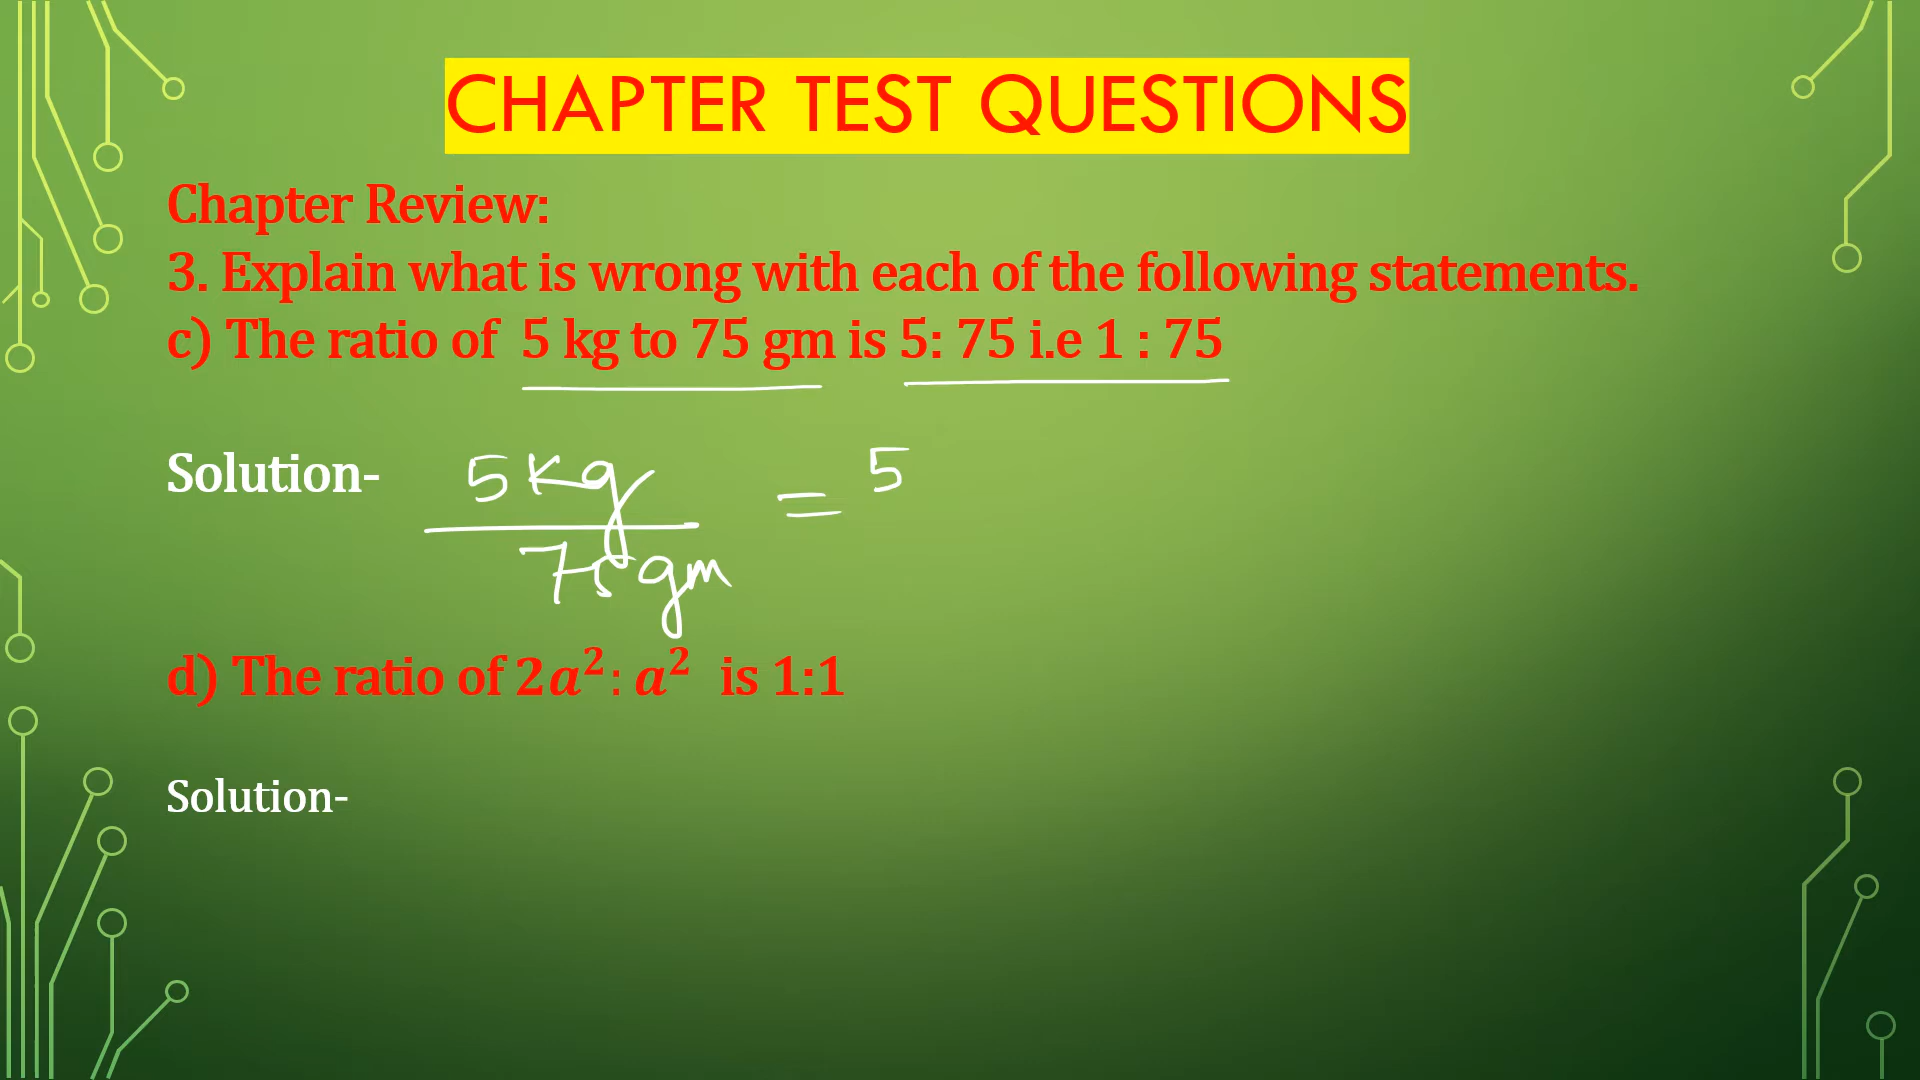 CHAPTER TEST QUESTIONS
Chapter Review:
3. Explain what is wrong with each of the following statements.
c) The ratio of 5 kg to 75 gm is 5: 75 i.e 1 : 75
Solution- 5 kg / 75 gm = 5
d) The ratio of 2a² : a² is 1:1
Solution-